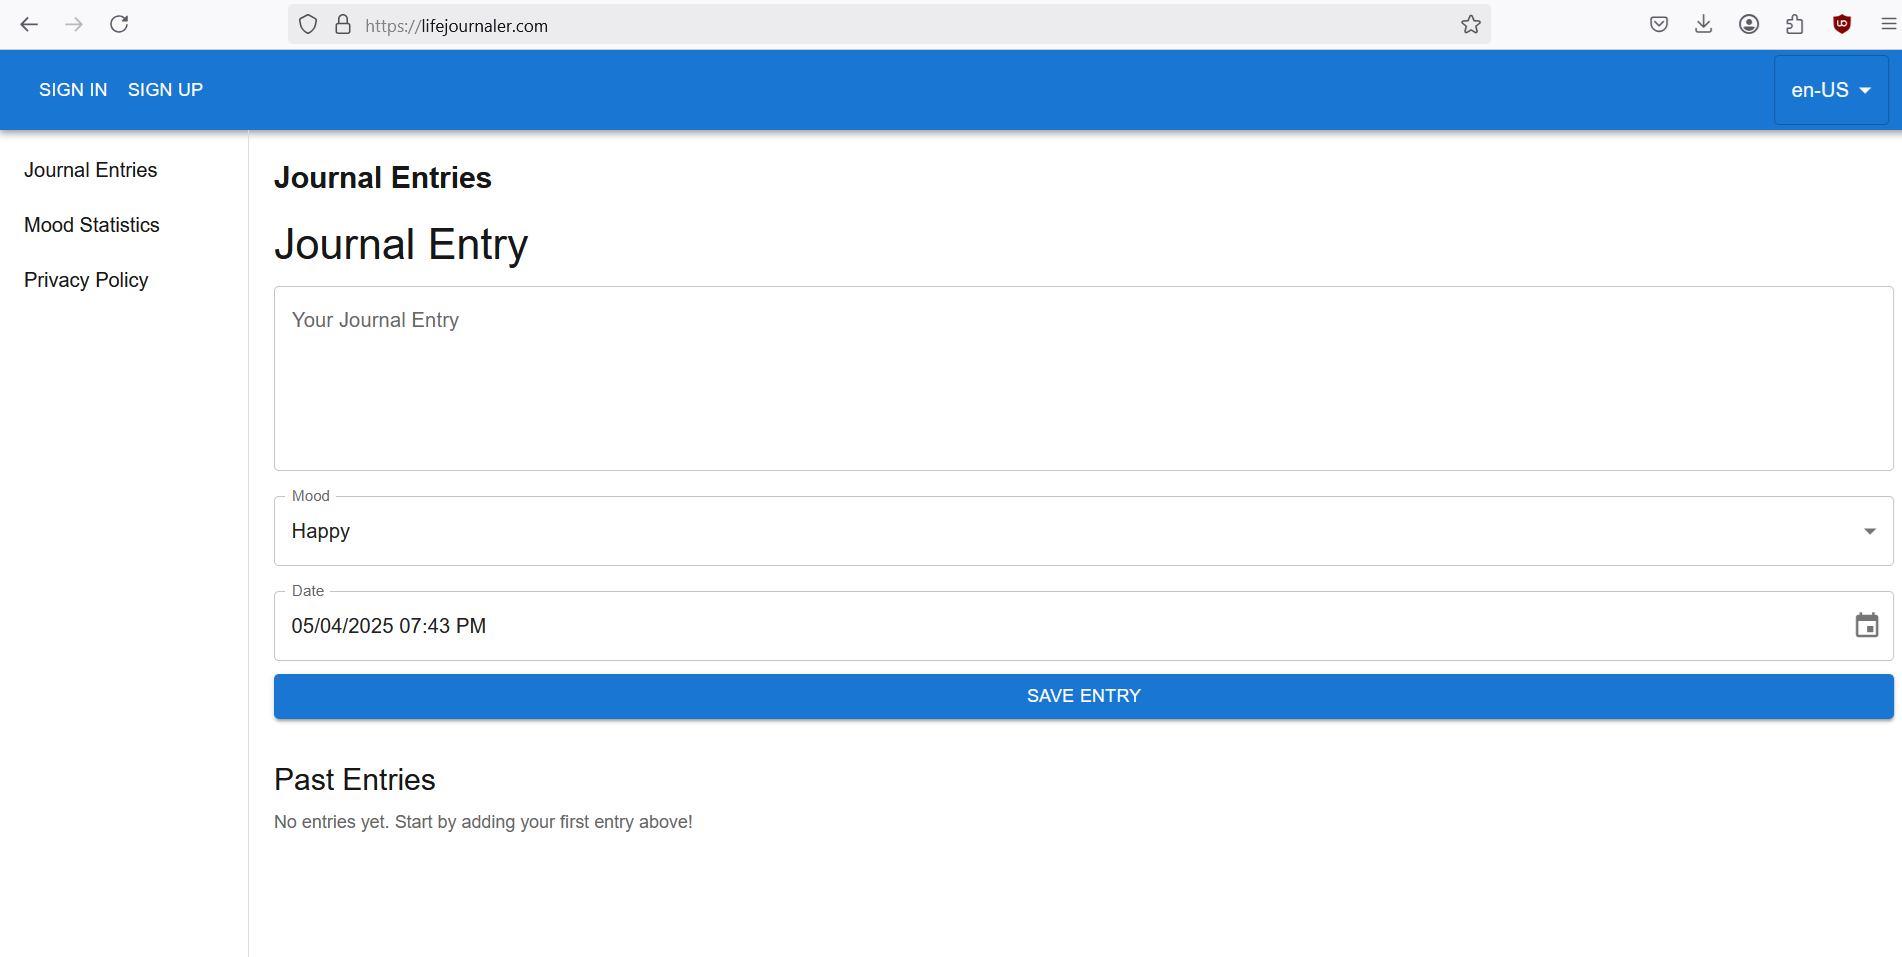 https://lifejournaler.com
SIGN IN SIGN UP
en-US
Journal Entries
Mood Statistics
Privacy Policy
Journal Entries
Journal Entry
Your Journal Entry
Mood
Happy
Date
05/04/2025 07:43 PM
SAVE ENTRY
Past Entries
No entries yet. Start by adding your first entry above!